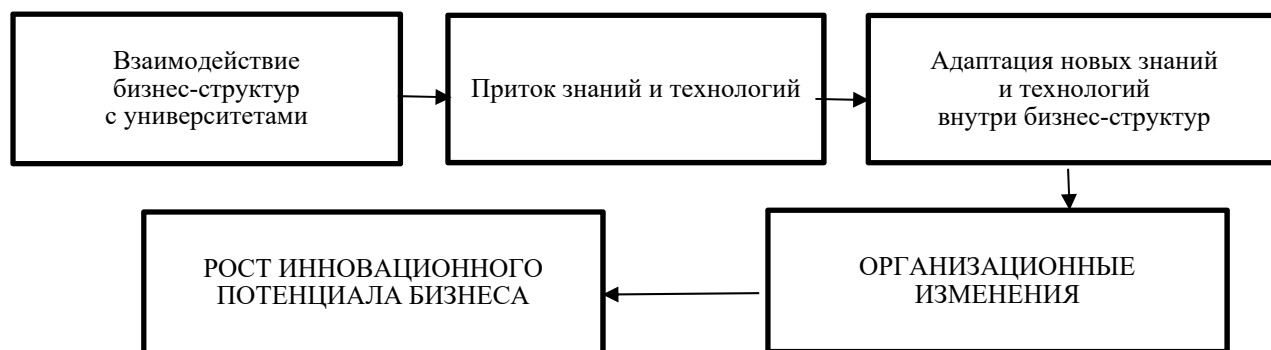 Взаимодействие
бизнес-структур
с университетами
Приток знаний и технологий
Адаптация новых знаний
и технологий
внутри бизнес-структур
ОРГАНИЗАЦИОННЫЕ
ИЗМЕНЕНИЯ
РОСТ ИННОВАЦИОННОГО
ПОТЕНЦИАЛА БИЗНЕСА